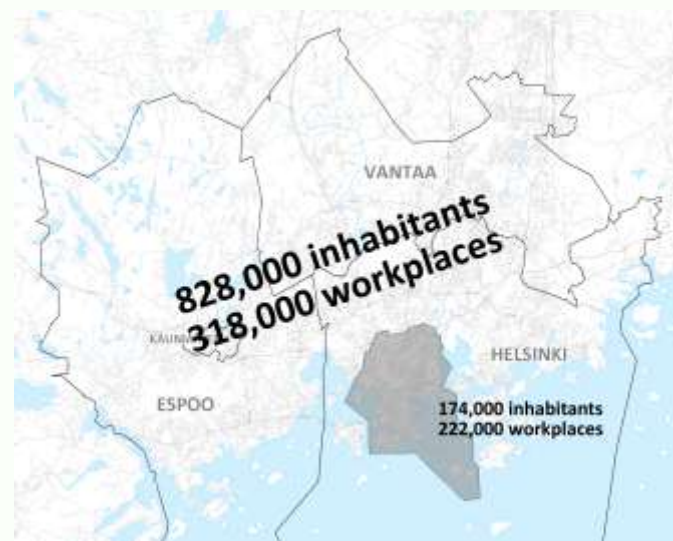 VANTAA
828,000 inhabitants
318,000 workplaces
HELSINKI
ESPOO
174,000 inhabitants
222,000 workplaces